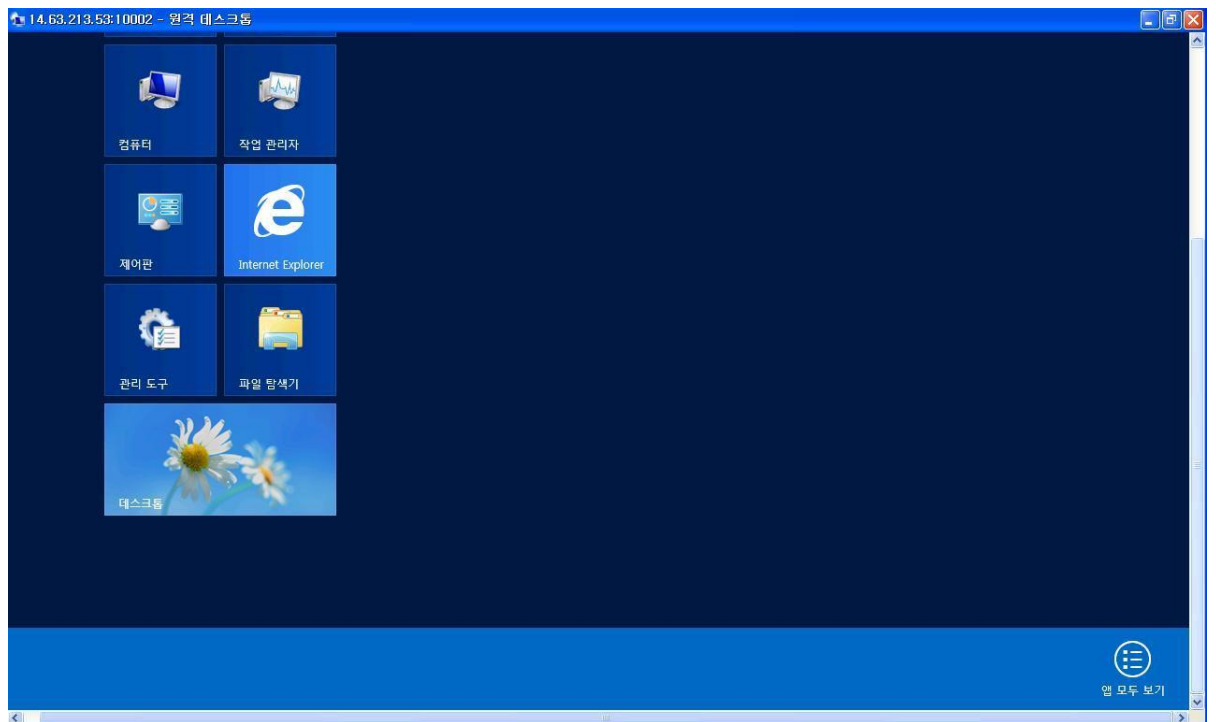 14.63.213.53:10002 - 원격 데스크톱
컴퓨터
작업 관리자
제어판
Internet Explorer
관리 도구
파일 탐색기
데스크톱
앱 모두 보기